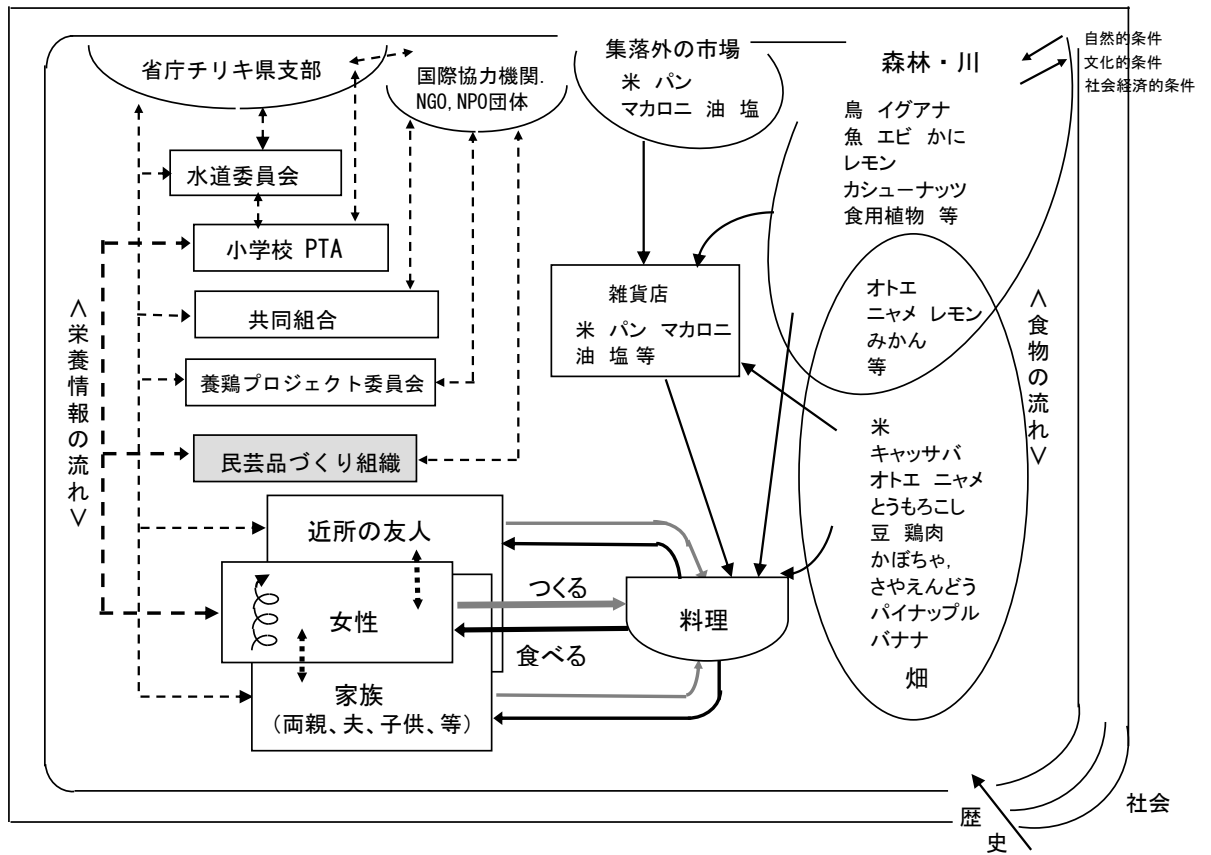 省庁チリキ県支部
国際協力機関.
NGO,NPO団体
集落外の市場
米 パン
マカロニ 油 塩
森林・川
鳥 イグアナ
魚 エビ かに
レモン
カシューナッツ
食用植物 等
自然的条件
文化的条件
社会経済的条件
水道委員会
小学校 PTA
共同組合
養鶏プロジェクト委員会
民芸品づくり組織
<栄養情報の流れ>
雑貨店
米 パン マカロニ
油 塩 等
オトエ
ニャメ レモン
みかん
等
<食物の流れ>
米
キャッサバ
オトエ ニャメ
とうもろこし
豆 鶏肉
かぼちゃ,
さやえんどう
パイナップル
バナナ
畑
近所の友人
女性
つくる
食べる
料理
家族
(両親、夫、子供、等)
歴史
社会